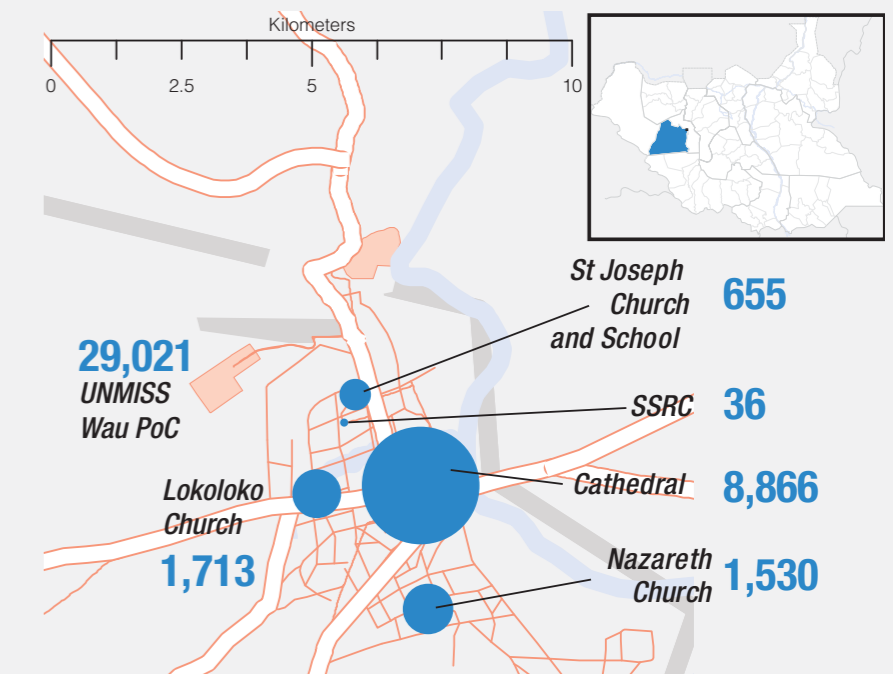 Kilometers
0 2.5 5 10
St Joseph
Church
and School
655
29,021
UNMISS
Wau PoC
SSRC 36
Cathedral 8,866
Lokoloko
Church
1,713
Nazareth
Church
1,530